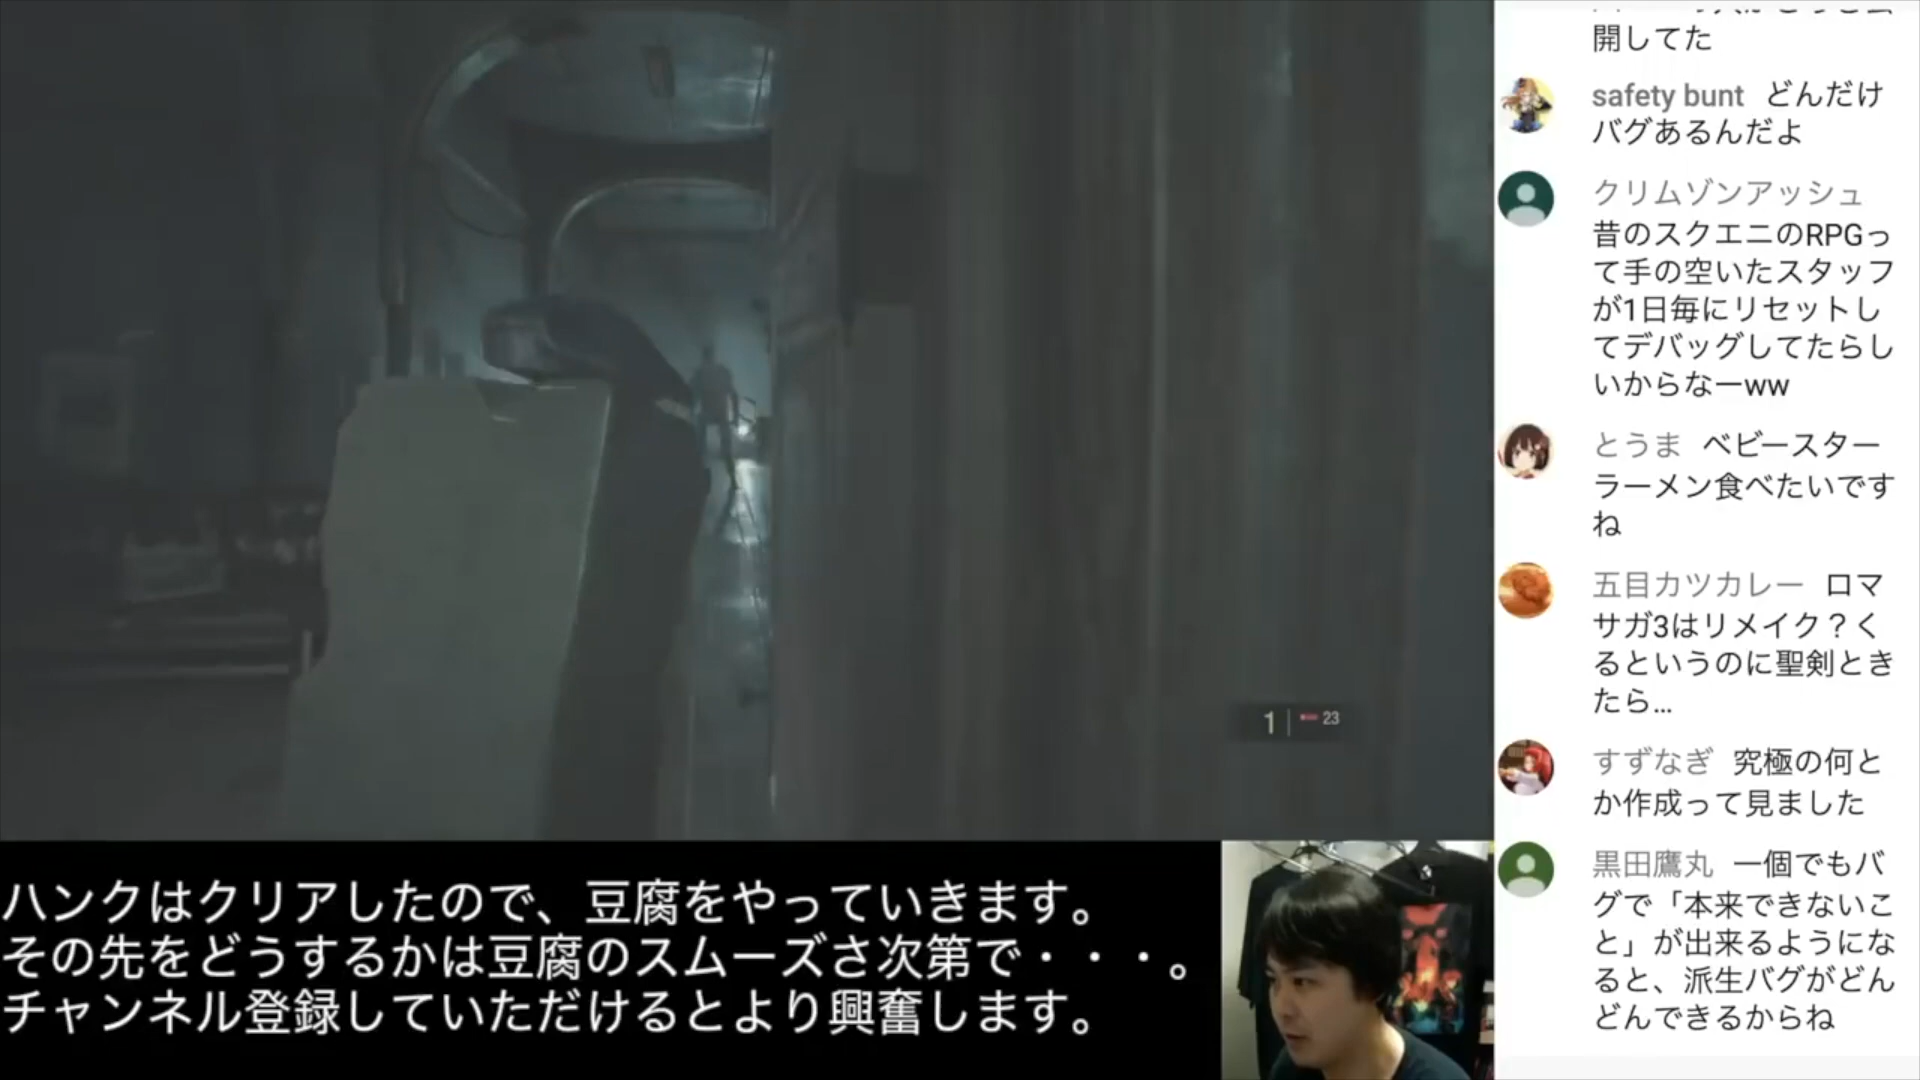 1 23
ハンクはクリアしたので、豆腐をやっていきます。
その先をどうするかは豆腐のスムーズさ次第で・・・。
チャンネル登録していただけるとより興奮します。
開してた
safety bunt どんだけ
バグあるんだよ
クリムゾンアッシュ
昔のスクエニのRPGっ
て手の空いたスタッフ
が1日毎にリセットし
てデバッグしてたらし
いからなーww
とうま ベビースター
ラーメン食べたいです
ね
五目カツカレー ロマ
サガ3はリメイク？く
るというのに聖剣とき
たら...
すずなぎ 究極の何と
か作成って見ました
黒田鷹丸 一個でもバ
グで「本来できないこ
と」が出来るようにな
ると、派生バグがどん
どんできるからね